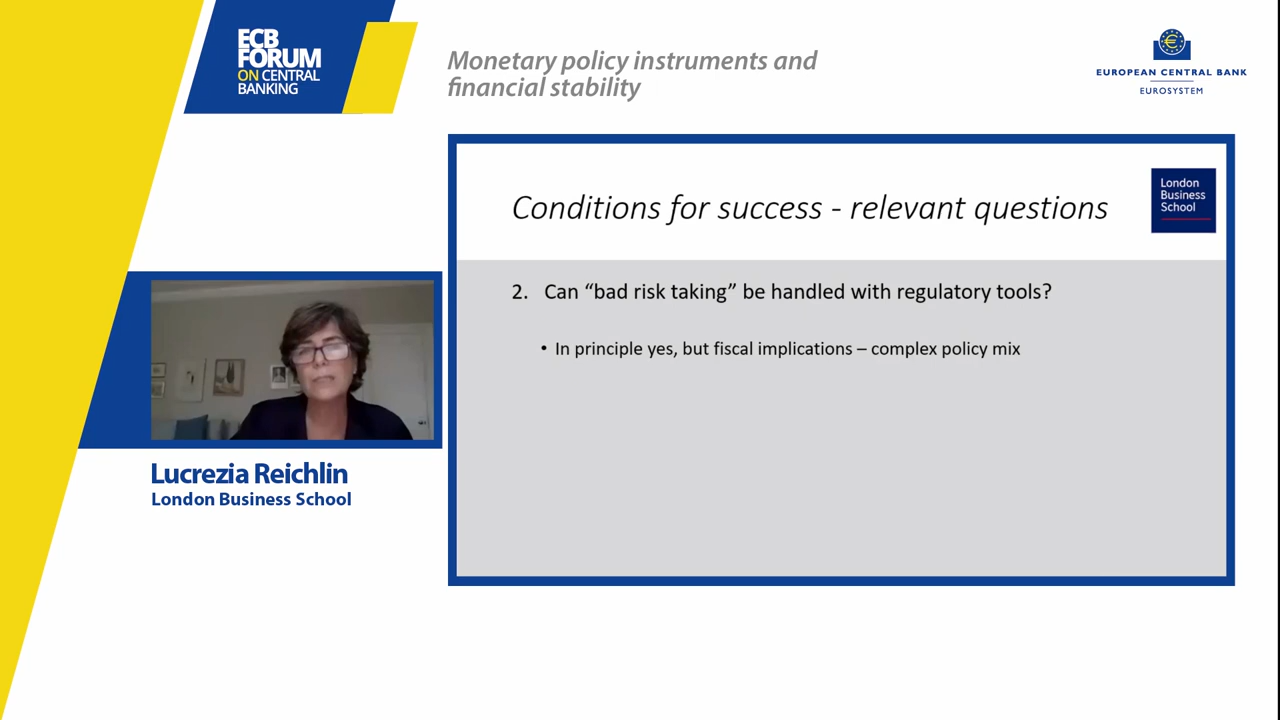 ECB
FORUM
ON CENTRAL
BANKING
Monetary policy instruments and
financial stability
EUROPEAN CENTRAL BANK
EUROSYSTEM
Conditions for success - relevant questions
London
Business
School
2. Can “bad risk taking” be handled with regulatory tools?
• In principle yes, but fiscal implications – complex policy mix
Lucrezia Reichlin
London Business School